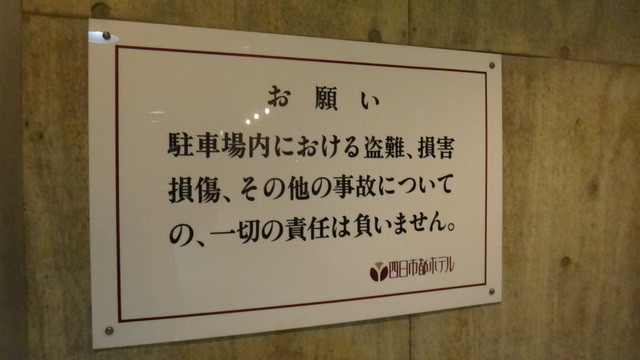 お願い
駐車場内における盗難、損害
損傷、その他の事故について
の、一切の責任は負いません。
四日市都ホテル